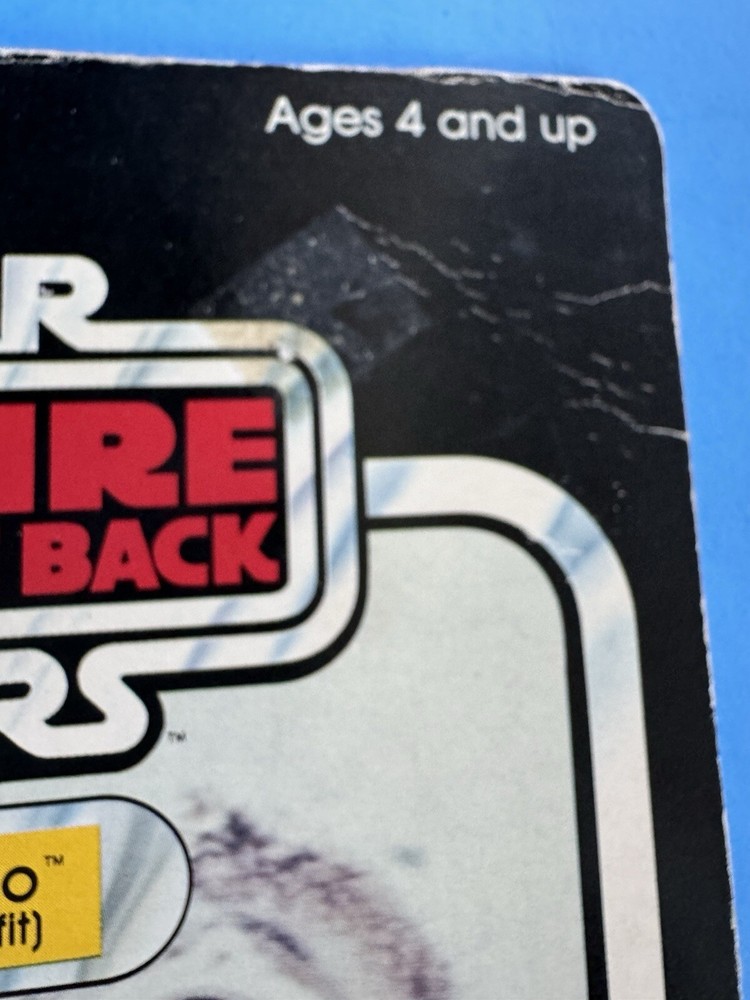 Ages 4 and up
R
IRE
BACK
RS
™
O™
fit)